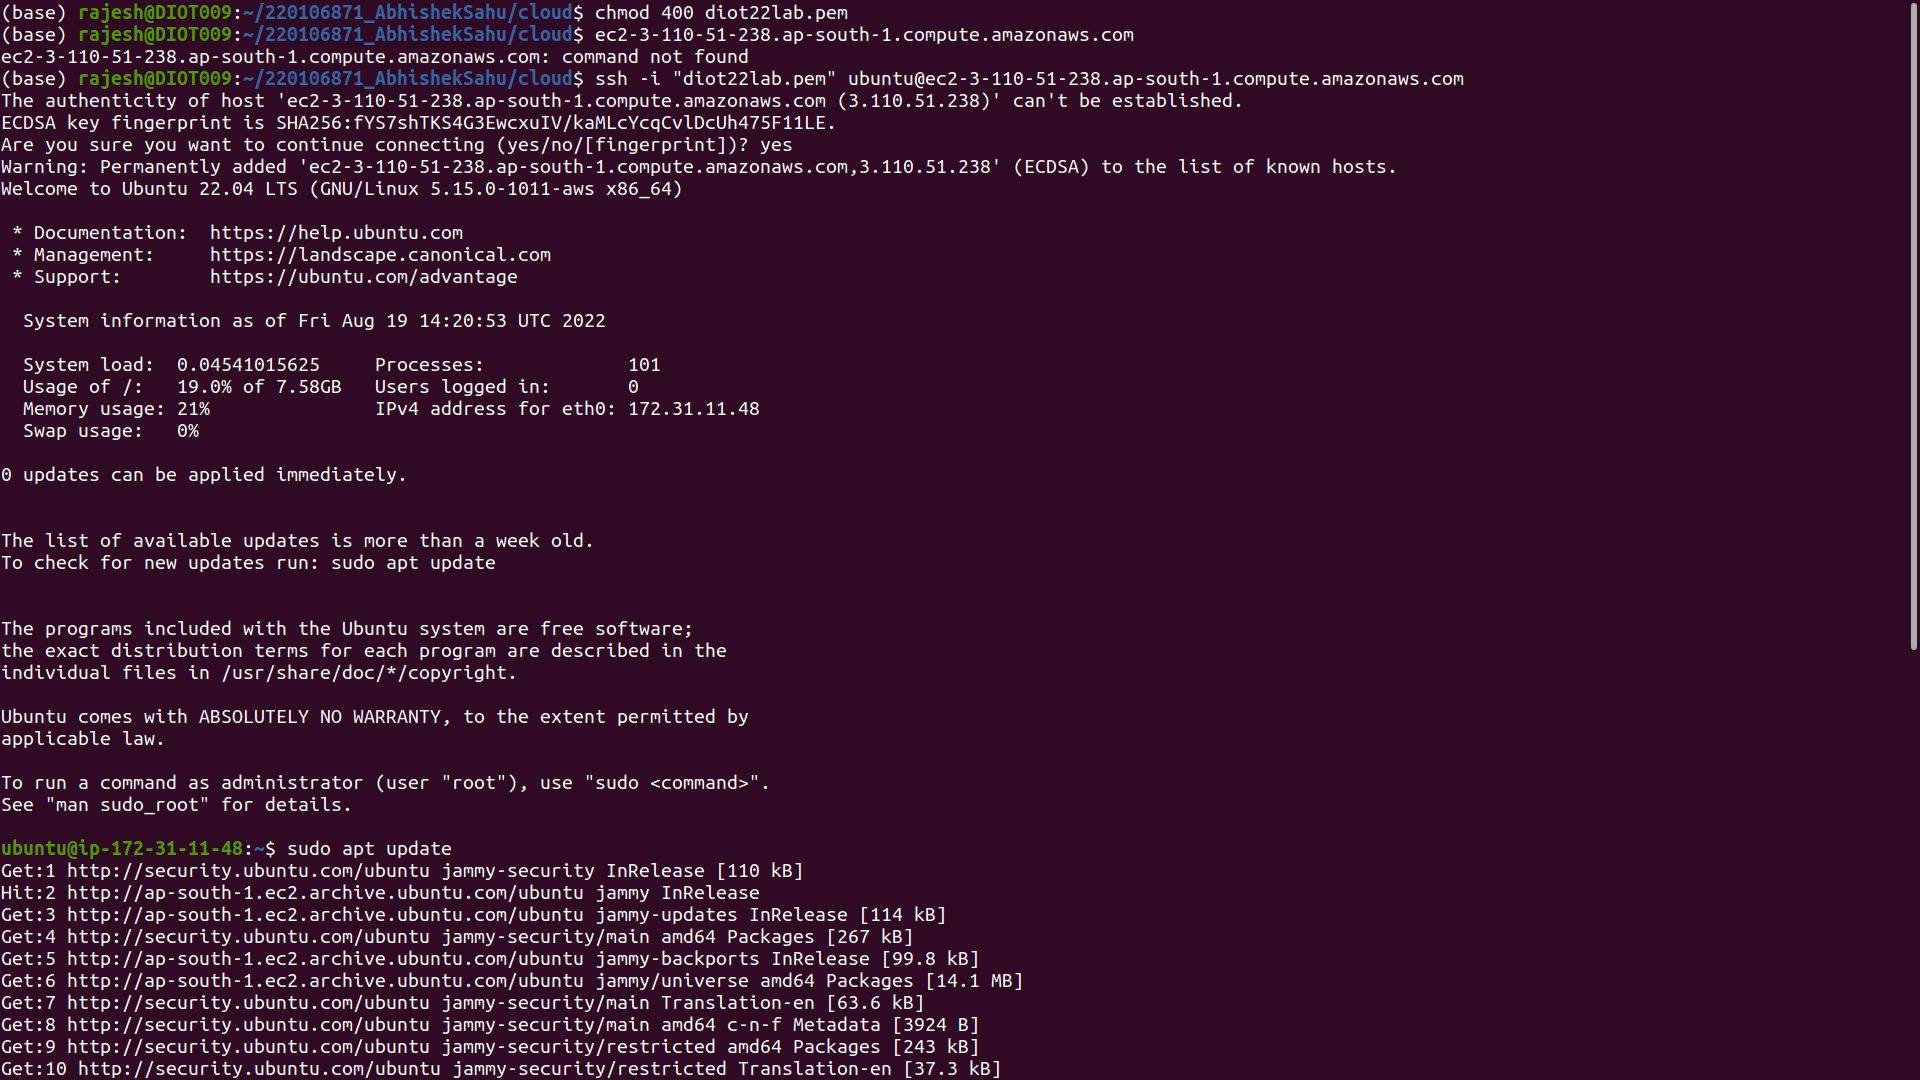 (base) rajesh@DIOT009:~/220106871_AbhishekSahu/cloud$ chmod 400 diot22lab.pem
(base) rajesh@DIOT009:~/220106871_AbhishekSahu/cloud$ ec2-3-110-51-238.ap-south-1.compute.amazonaws.com
ec2-3-110-51-238.ap-south-1.compute.amazonaws.com: command not found
(base) rajesh@DIOT009:~/220106871_AbhishekSahu/cloud$ ssh -i "diot22lab.pem" ubuntu@ec2-3-110-51-238.ap-south-1.compute.amazonaws.com
The authenticity of host 'ec2-3-110-51-238.ap-south-1.compute.amazonaws.com (3.110.51.238)' can't be established.
ECDSA key fingerprint is SHA256:fYS7shTKS4G3EwcxuIV/kaMLcYcqCvlDcUh475F11LE.
Are you sure you want to continue connecting (yes/no/[fingerprint])? yes
Warning: Permanently added 'ec2-3-110-51-238.ap-south-1.compute.amazonaws.com,3.110.51.238' (ECDSA) to the list of known hosts.
Welcome to Ubuntu 22.04 LTS (GNU/Linux 5.15.0-1011-aws x86_64)

 * Documentation:  https://help.ubuntu.com
 * Management:     https://landscape.canonical.com
 * Support:        https://ubuntu.com/advantage

  System information as of Fri Aug 19 14:20:53 UTC 2022

  System load:  0.04541015625     Processes:             101
  Usage of /:   19.0% of 7.58GB   Users logged in:       0
  Memory usage: 21%               IPv4 address for eth0: 172.31.11.48
  Swap usage:   0%

0 updates can be applied immediately.


The list of available updates is more than a week old.
To check for new updates run: sudo apt update


The programs included with the Ubuntu system are free software;
the exact distribution terms for each program are described in the
individual files in /usr/share/doc/*/copyright.

Ubuntu comes with ABSOLUTELY NO WARRANTY, to the extent permitted by
applicable law.

To run a command as administrator (user "root"), use "sudo <command>".
See "man sudo_root" for details.

ubuntu@ip-172-31-11-48:~$ sudo apt update
Get:1 http://security.ubuntu.com/ubuntu jammy-security InRelease [110 kB]
Hit:2 http://ap-south-1.ec2.archive.ubuntu.com/ubuntu jammy InRelease
Get:3 http://ap-south-1.ec2.archive.ubuntu.com/ubuntu jammy-updates InRelease [114 kB]
Get:4 http://security.ubuntu.com/ubuntu jammy-security/main amd64 Packages [267 kB]
Get:5 http://ap-south-1.ec2.archive.ubuntu.com/ubuntu jammy-backports InRelease [99.8 kB]
Get:6 http://ap-south-1.ec2.archive.ubuntu.com/ubuntu jammy/universe amd64 Packages [14.1 MB]
Get:7 http://security.ubuntu.com/ubuntu jammy-security/main Translation-en [63.6 kB]
Get:8 http://security.ubuntu.com/ubuntu jammy-security/main amd64 c-n-f Metadata [3924 B]
Get:9 http://security.ubuntu.com/ubuntu jammy-security/restricted amd64 Packages [243 kB]
Get:10 http://security.ubuntu.com/ubuntu jammy-security/restricted Translation-en [37.3 kB]